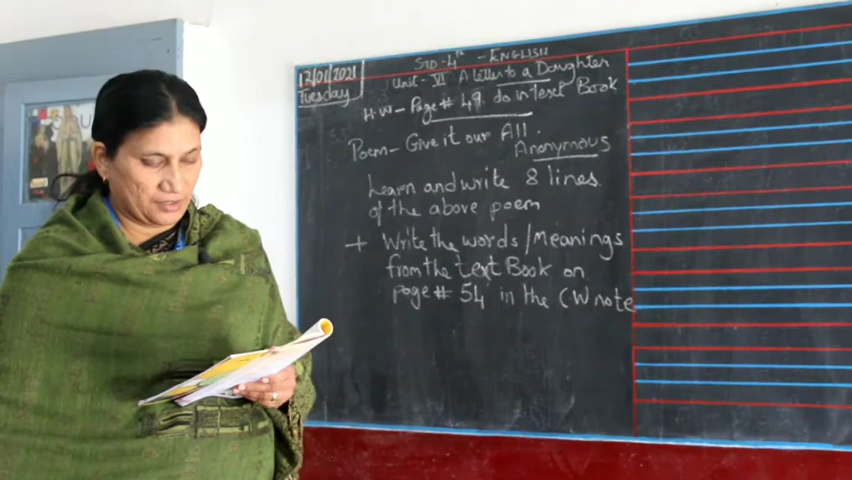 12/01/2021
Tuesday
STD-4th - ENGLISH
Unit-VI A letter to a Daughter
H.W- Page # 49. do in text Book
Poem- Give it our All.
Anonymous
Learn and write 8 lines.
of the above poem
+ Write the words/Meanings
from the text Book on
page # 54 in the C.W note